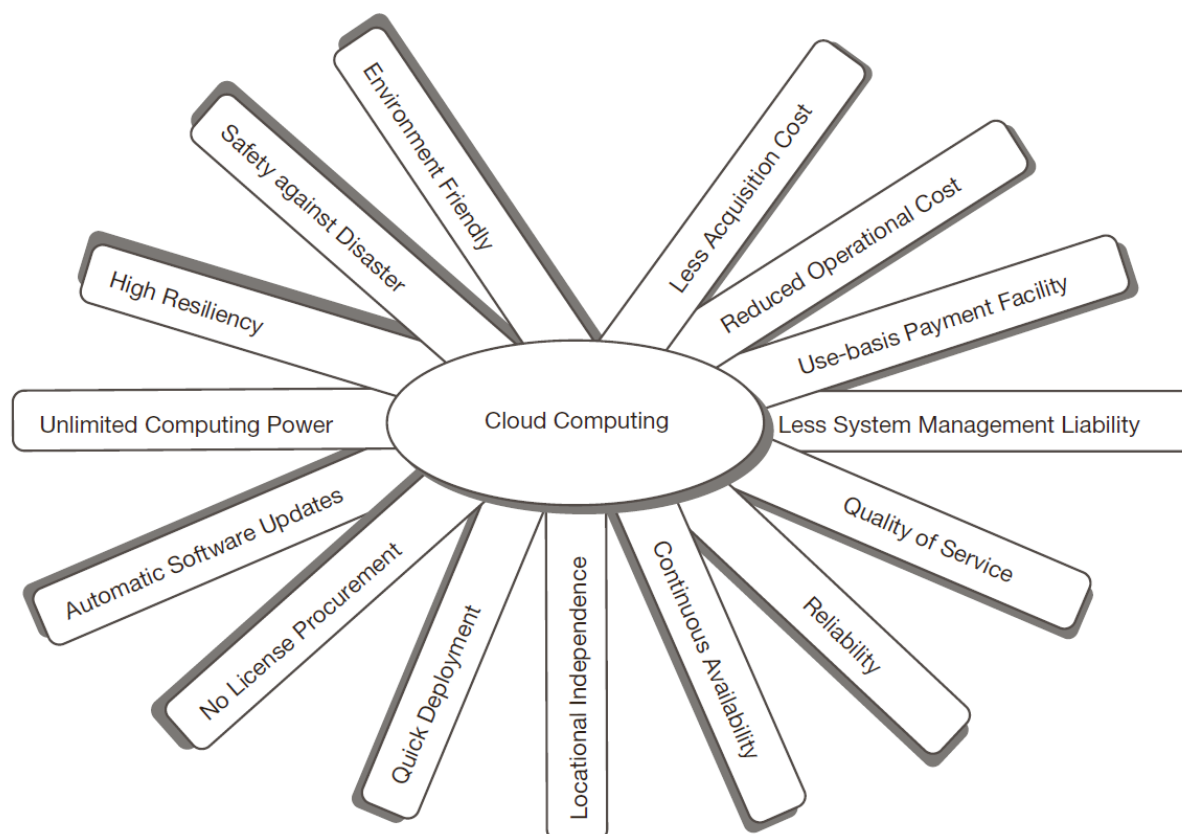 Environment Friendly
Less Acquisition Cost
Safety against Disaster
Reduced Operational Cost
High Resiliency
Use-basis Payment Facility
Unlimited Computing Power
Cloud Computing
Less System Management Liability
Automatic Software Updates
Quality of Service
No License Procurement
Reliability
Quick Deployment
Locational Independence
Continuous Availability